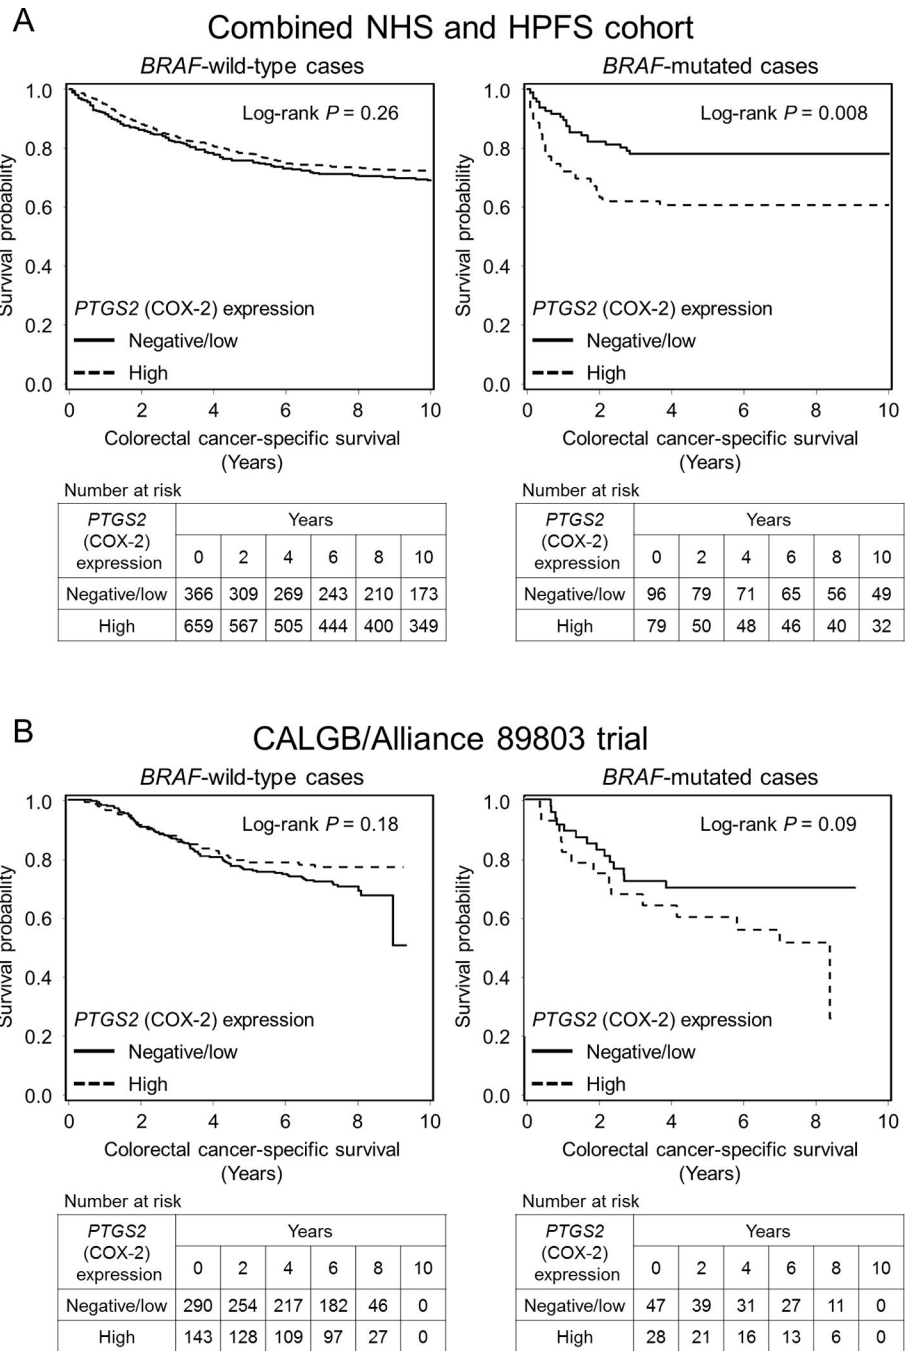 A
Combined NHS and HPFS cohort
BRAF-wild-type cases
Log-rank P = 0.26
Survival probability
1.0
0.8
0.6
0.4
0.2
0.0
PTGS2 (COX-2) expression
Negative/low
High
0 2 4 6 8 10
Colorectal cancer-specific survival
(Years)
Number at risk
PTGS2 (COX-2) expression
Years
0 2 4 6 8 10
Negative/low 366 309 269 243 210 173
High 659 567 505 444 400 349
BRAF-mutated cases
Log-rank P = 0.008
Survival probability
1.0
0.8
0.6
0.4
0.2
0.0
PTGS2 (COX-2) expression
Negative/low
High
0 2 4 6 8 10
Colorectal cancer-specific survival
(Years)
Number at risk
PTGS2 (COX-2) expression
Years
0 2 4 6 8 10
Negative/low 96 79 71 65 56 49
High 79 50 48 46 40 32
B
CALGB/Alliance 89803 trial
BRAF-wild-type cases
Log-rank P = 0.18
Survival probability
1.0
0.8
0.6
0.4
0.2
0.0
PTGS2 (COX-2) expression
Negative/low
High
0 2 4 6 8 10
Colorectal cancer-specific survival
(Years)
Number at risk
PTGS2 (COX-2) expression
Years
0 2 4 6 8 10
Negative/low 290 254 217 182 46 0
High 143 128 109 97 27 0
BRAF-mutated cases
Log-rank P = 0.09
Survival probability
1.0
0.8
0.6
0.4
0.2
0.0
PTGS2 (COX-2) expression
Negative/low
High
0 2 4 6 8 10
Colorectal cancer-specific survival
(Years)
Number at risk
PTGS2 (COX-2) expression
Years
0 2 4 6 8 10
Negative/low 47 39 31 27 11 0
High 28 21 16 13 6 0